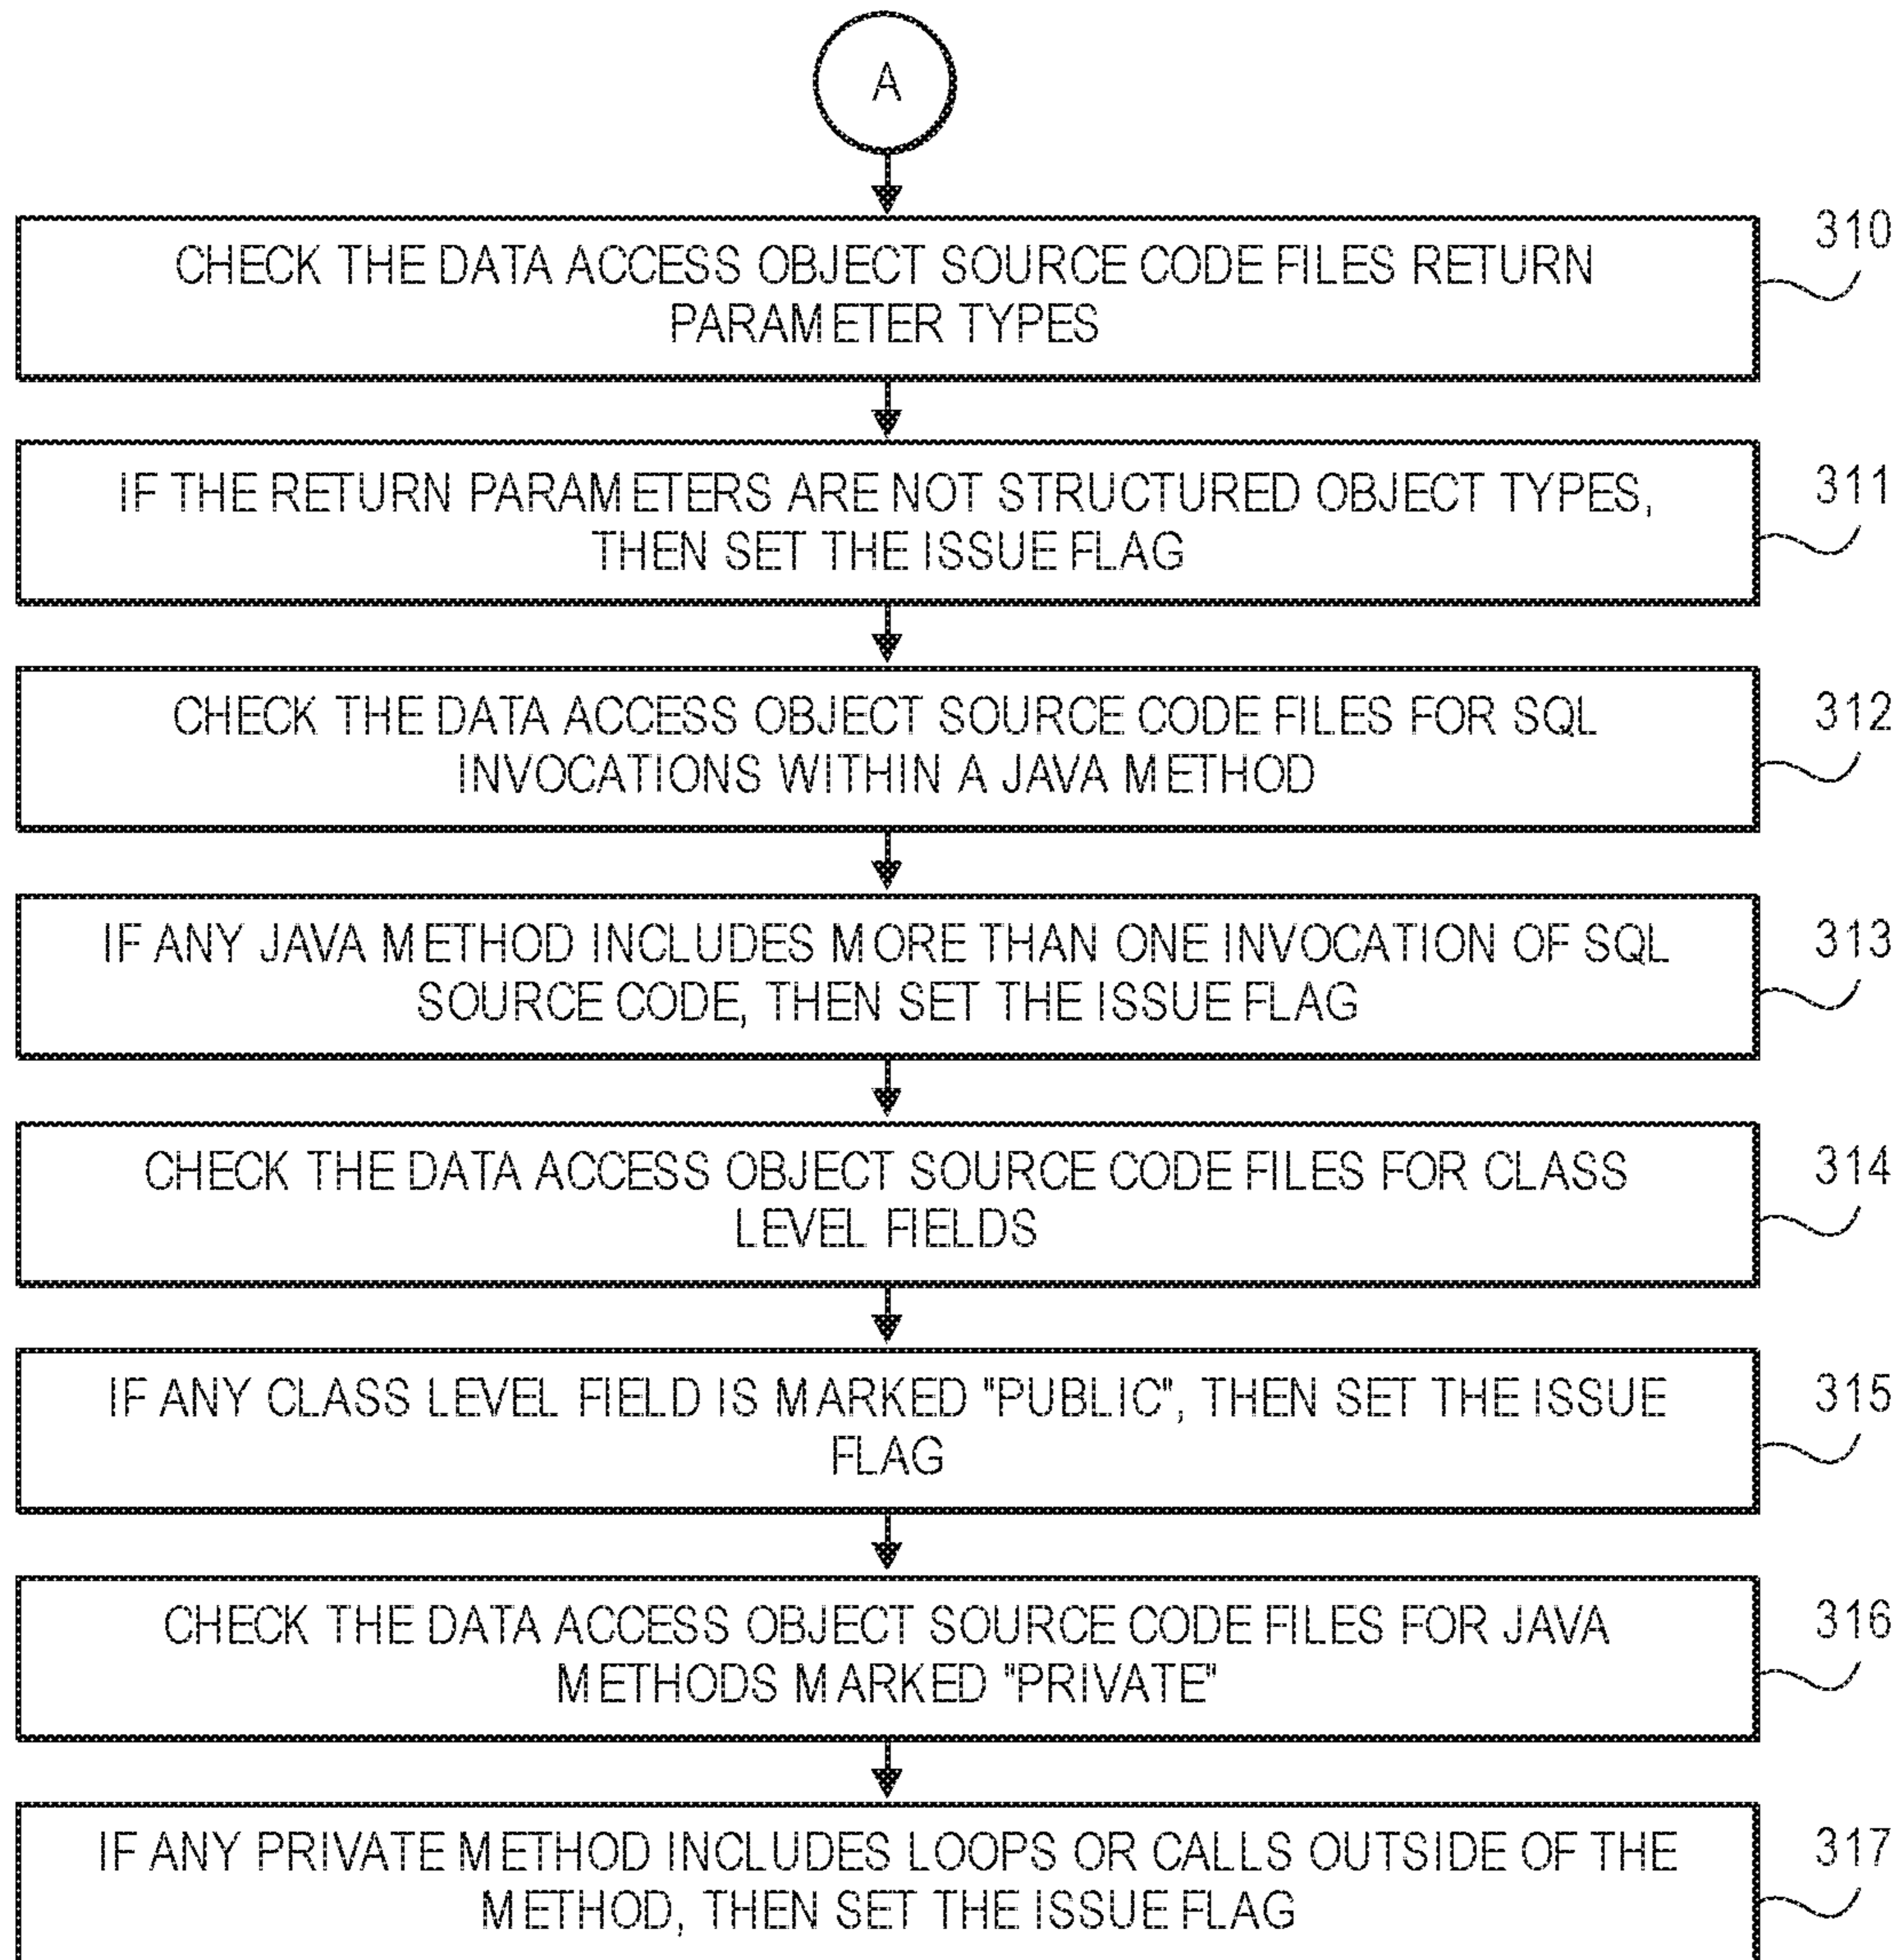 A
310
CHECK THE DATA ACCESS OBJECT SOURCE CODE FILES RETURN
PARAMETER TYPES
311
IF THE RETURN PARAMETERS ARE NOT STRUCTURED OBJECT TYPES,
THEN SET THE ISSUE FLAG
312
CHECK THE DATA ACCESS OBJECT SOURCE CODE FILES FOR SQL
INVOCATIONS WITHIN A JAVA METHOD
313
IF ANY JAVA METHOD INCLUDES MORE THAN ONE INVOCATION OF SQL
SOURCE CODE, THEN SET THE ISSUE FLAG
314
CHECK THE DATA ACCESS OBJECT SOURCE CODE FILES FOR CLASS
LEVEL FIELDS
315
IF ANY CLASS LEVEL FIELD IS MARKED "PUBLIC", THEN SET THE ISSUE
FLAG
316
CHECK THE DATA ACCESS OBJECT SOURCE CODE FILES FOR JAVA
METHODS MARKED "PRIVATE"
317
IF ANY PRIVATE METHOD INCLUDES LOOPS OR CALLS OUTSIDE OF THE
METHOD, THEN SET THE ISSUE FLAG